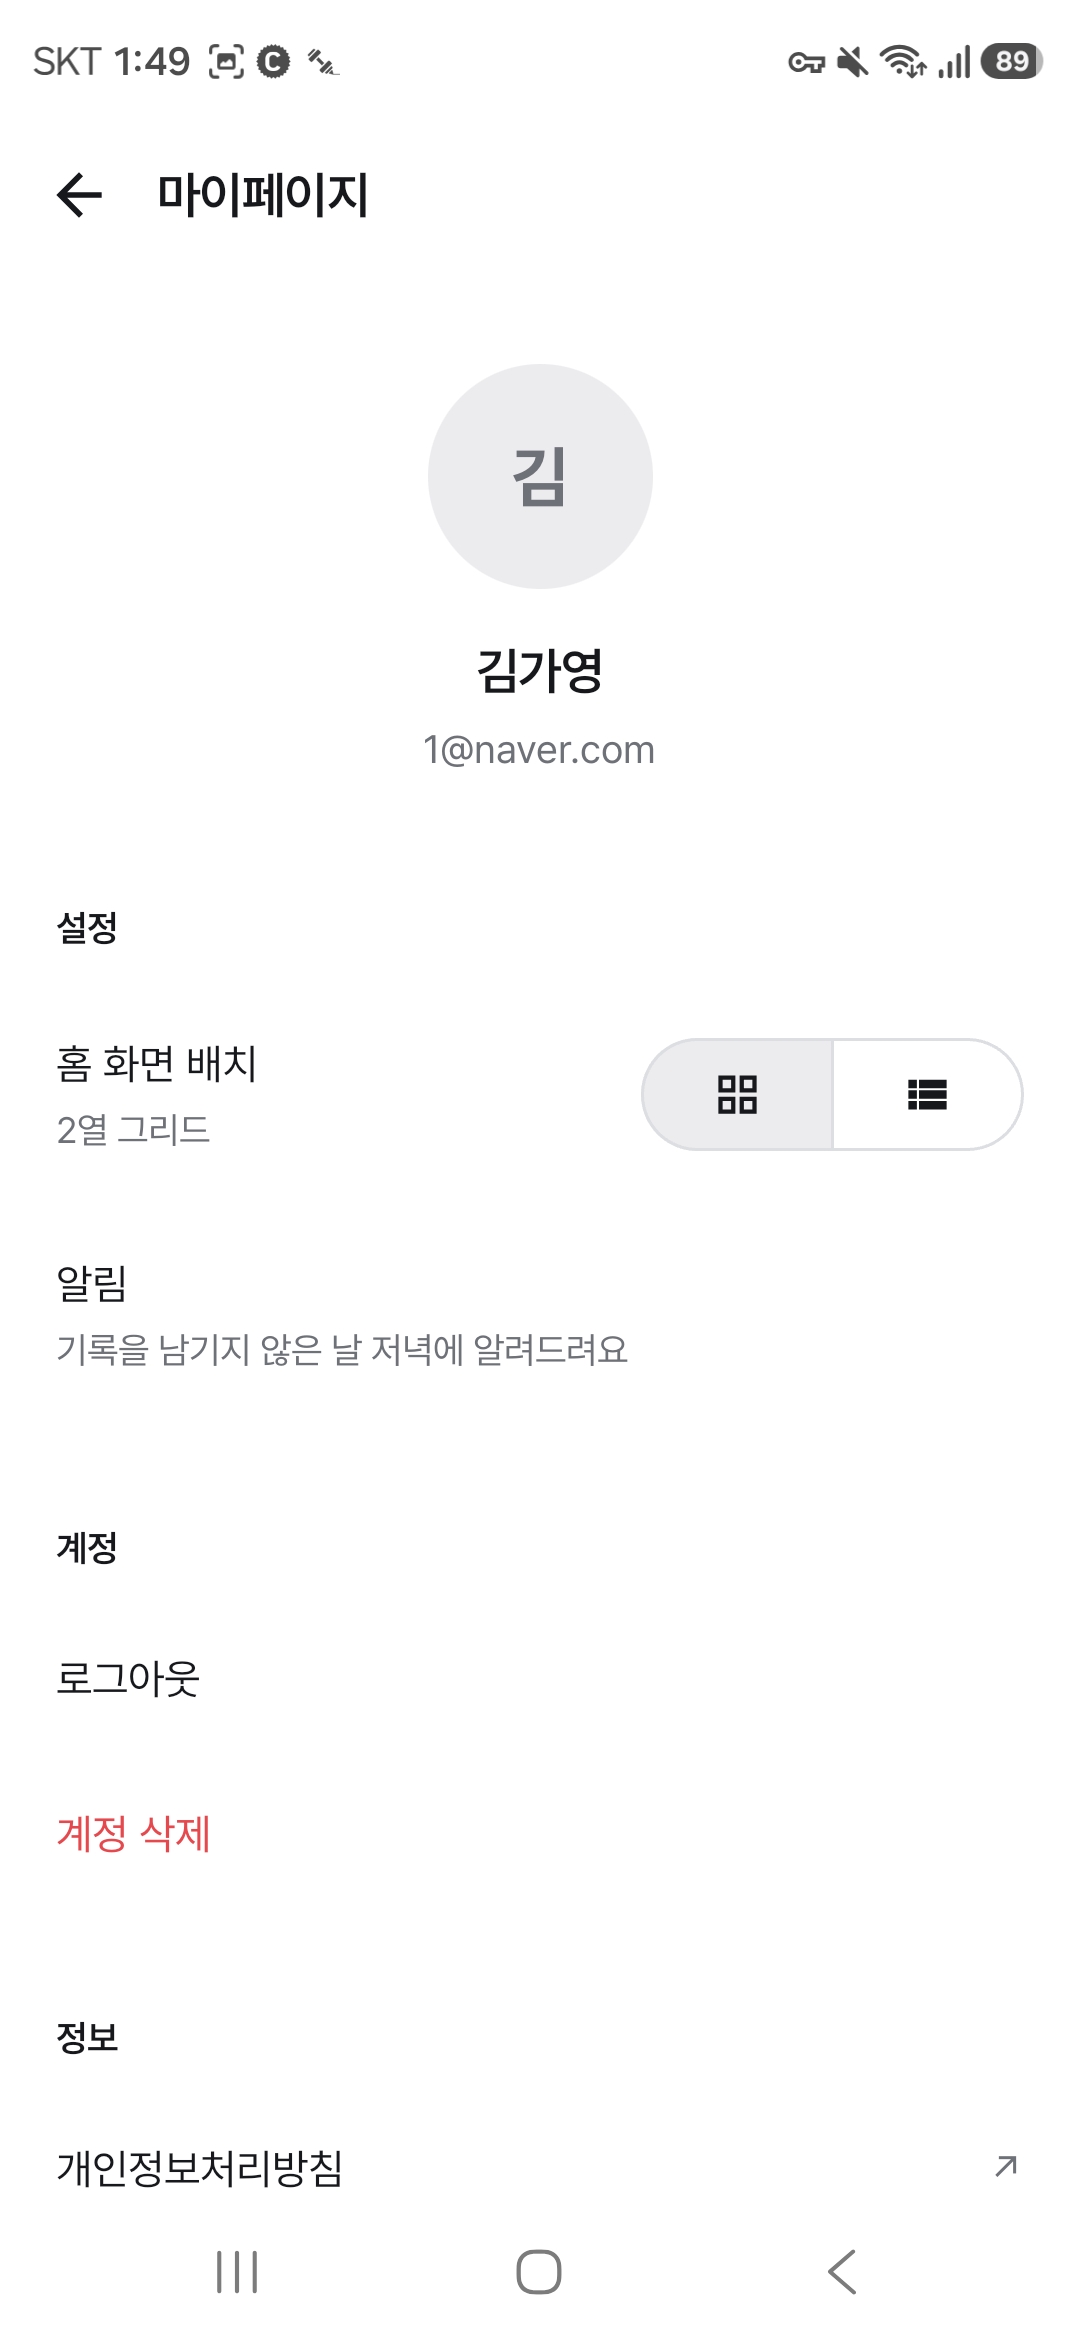 SKT 1:49
89
마이페이지
김
김가영
1@naver.com
설정
홈 화면 배치
2열 그리드
알림
기록을 남기지 않은 날 저녁에 알려드려요
계정
로그아웃
계정 삭제
정보
개인정보처리방침